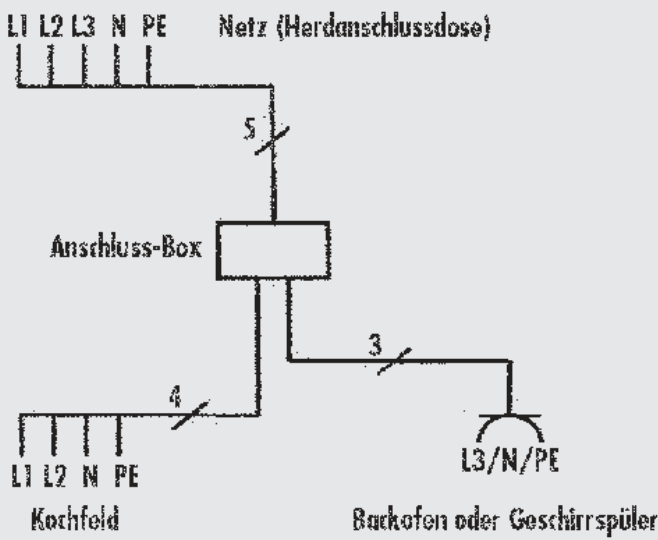 L1 L2 L3 N PE Netz (Herdanschlussdose)
5
Anschluss-Box
3
4
L1 L2 N PE
L3/N/PE
Kochfeld
Backofen oder Geschirrspüler